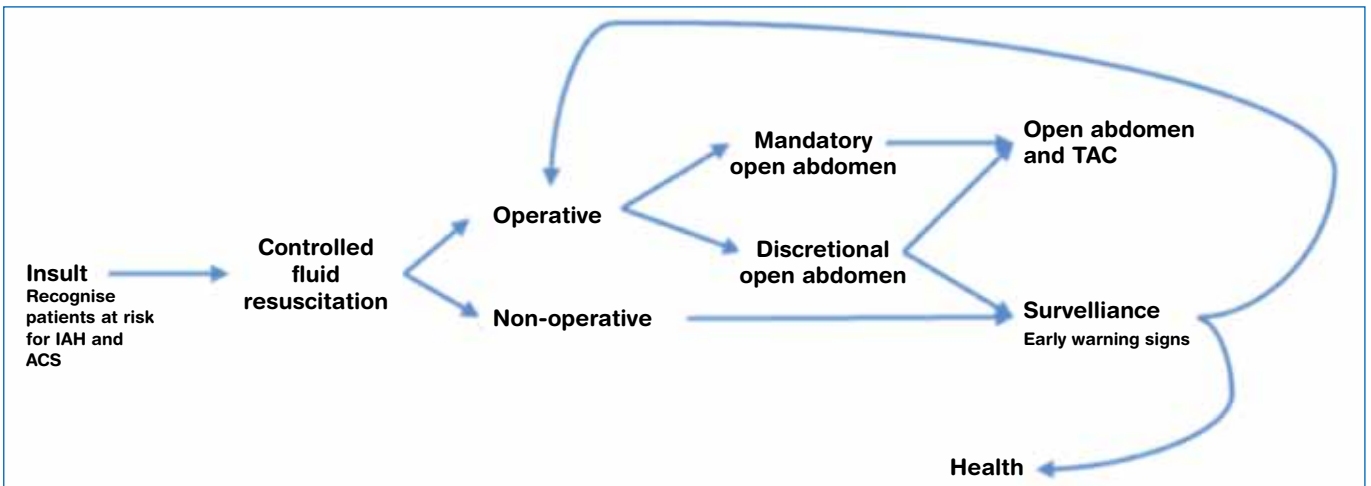 Insult
Recognise
patients at risk
for IAH and
ACS
Controlled
fluid
resuscitation
Operative
Non-operative
Mandatory
open abdomen
Discretional
open abdomen
Open abdomen
and TAC
Survelliance
Early warning signs
Health